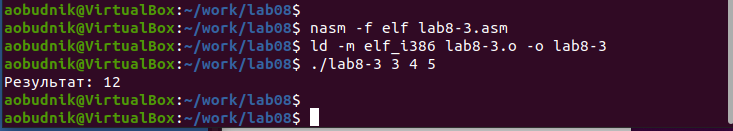 aobudnik@VirtualBox:~/work/lab08$
aobudnik@VirtualBox:~/work/lab08$ nasm -f elf lab8-3.asm
aobudnik@VirtualBox:~/work/lab08$ ld -m elf_i386 lab8-3.o -o lab8-3
aobudnik@VirtualBox:~/work/lab08$ ./lab8-3 3 4 5
Результат: 12
aobudnik@VirtualBox:~/work/lab08$
aobudnik@VirtualBox:~/work/lab08$